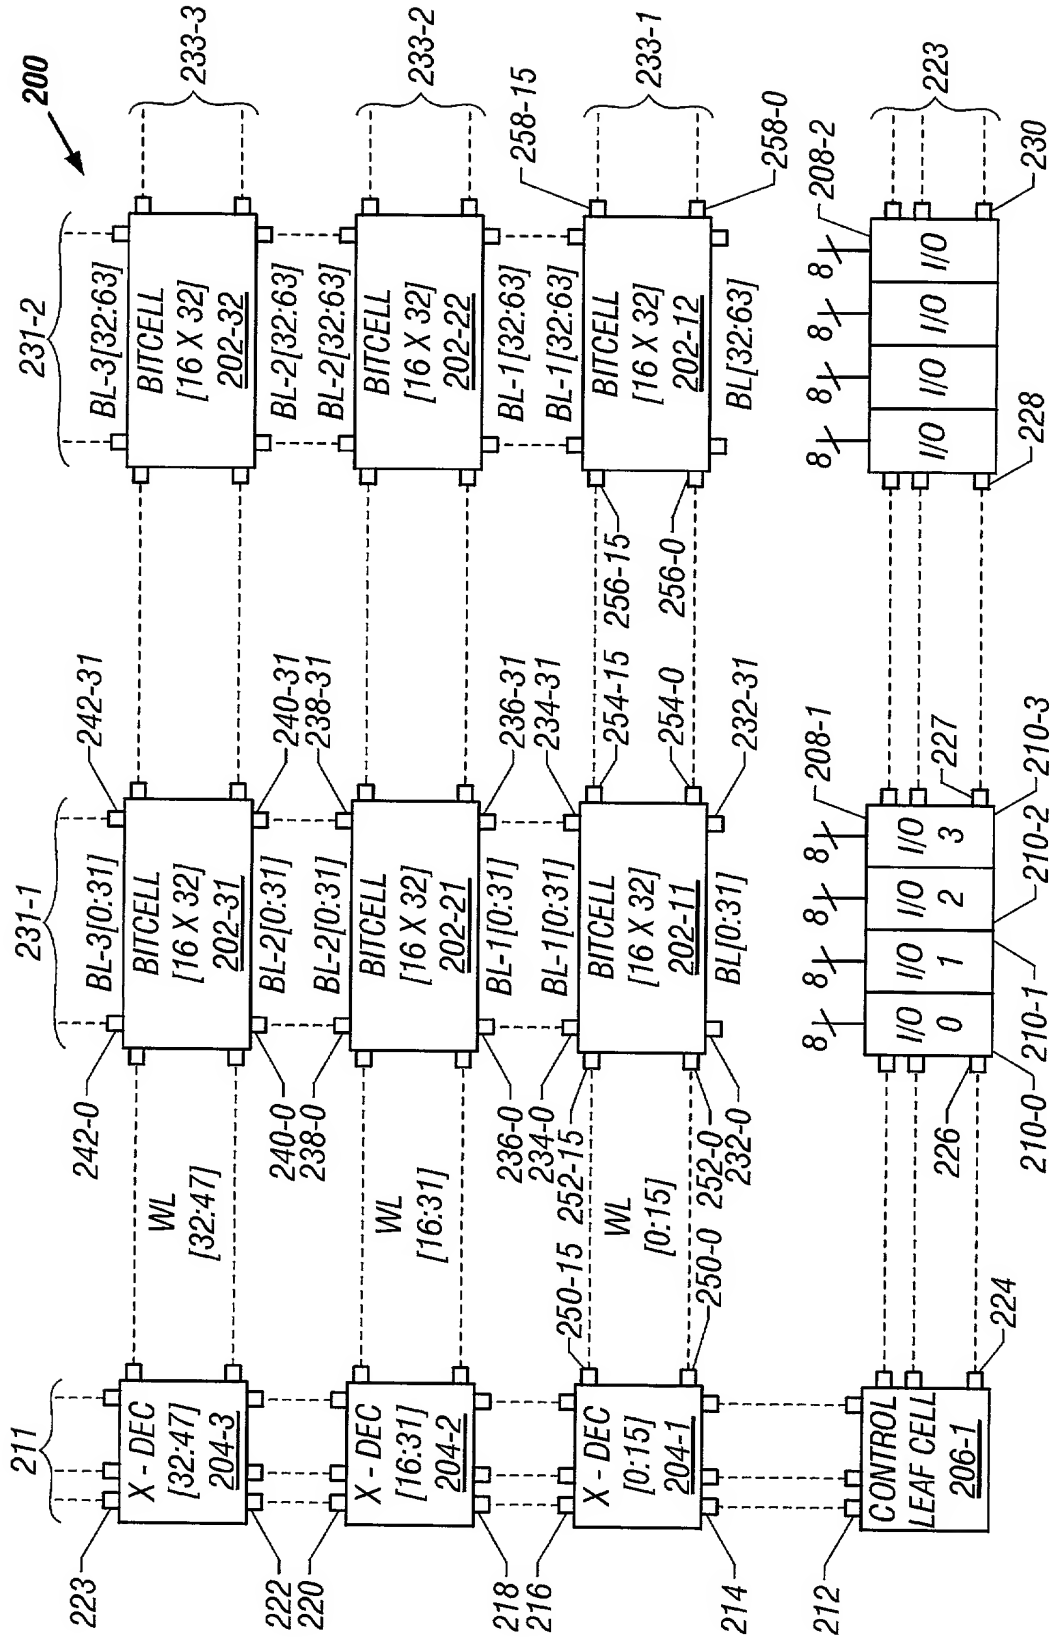 200
211
231-1
231-2
223
242-0
BL-3[0:31]
242-31
BL-3[32:63]
X - DEC
[32:47]
204-3
WL
[32:47]
BITCELL
[16 X 32]
202-31
BITCELL
[16 X 32]
202-32
233-3
222
240-0
BL-2[0:31]
240-31
BL-2[32:63]
220
238-0
BL-2[0:31]
238-31
BL-2[32:63]
X - DEC
[16:31]
204-2
WL
[16:31]
BITCELL
[16 X 32]
202-21
BITCELL
[16 X 32]
202-22
233-2
218
236-0
BL-1[0:31]
236-31
BL-1[32:63]
216
234-0
BL-1[0:31]
234-31
BL-1[32:63]
250-15
252-15
254-15
256-15
258-15
X - DEC
[0:15]
204-1
WL
[0:15]
BITCELL
[16 X 32]
202-11
BITCELL
[16 X 32]
202-12
233-1
250-0
252-0
254-0
256-0
258-0
214
232-0
BL[0:31]
232-31
BL[32:63]
212
8
8
8
8
208-1
8
8
8
8
208-2
CONTROL
LEAF CELL
206-1
I/O
0
I/O
1
I/O
2
I/O
3
I/O
I/O
I/O
I/O
223
224
226
227
228
230
210-0
210-1
210-2
210-3